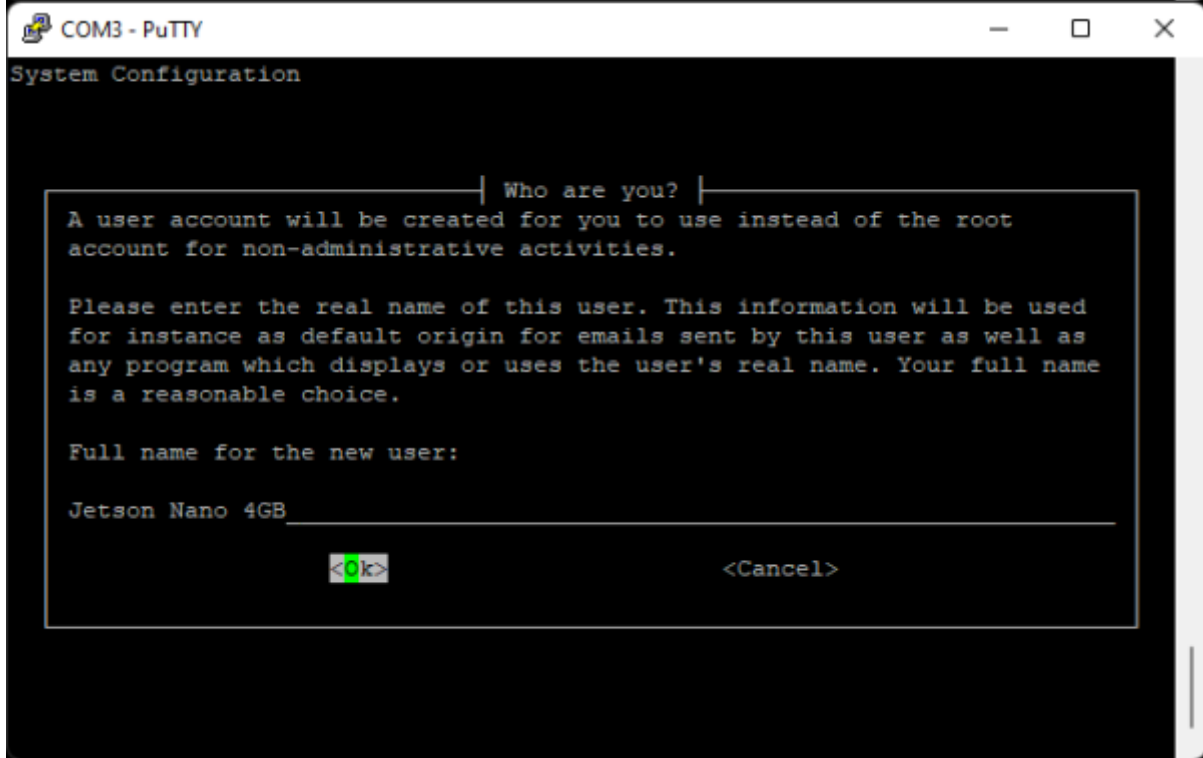 COM3 - PuTTY
System Configuration
Who are you?
A user account will be created for you to use instead of the root
account for non-administrative activities.
Please enter the real name of this user. This information will be used
for instance as default origin for emails sent by this user as well as
any program which displays or uses the user's real name. Your full name
is a reasonable choice.
Full name for the new user:
Jetson Nano 4GB
<Ok> <Cancel>